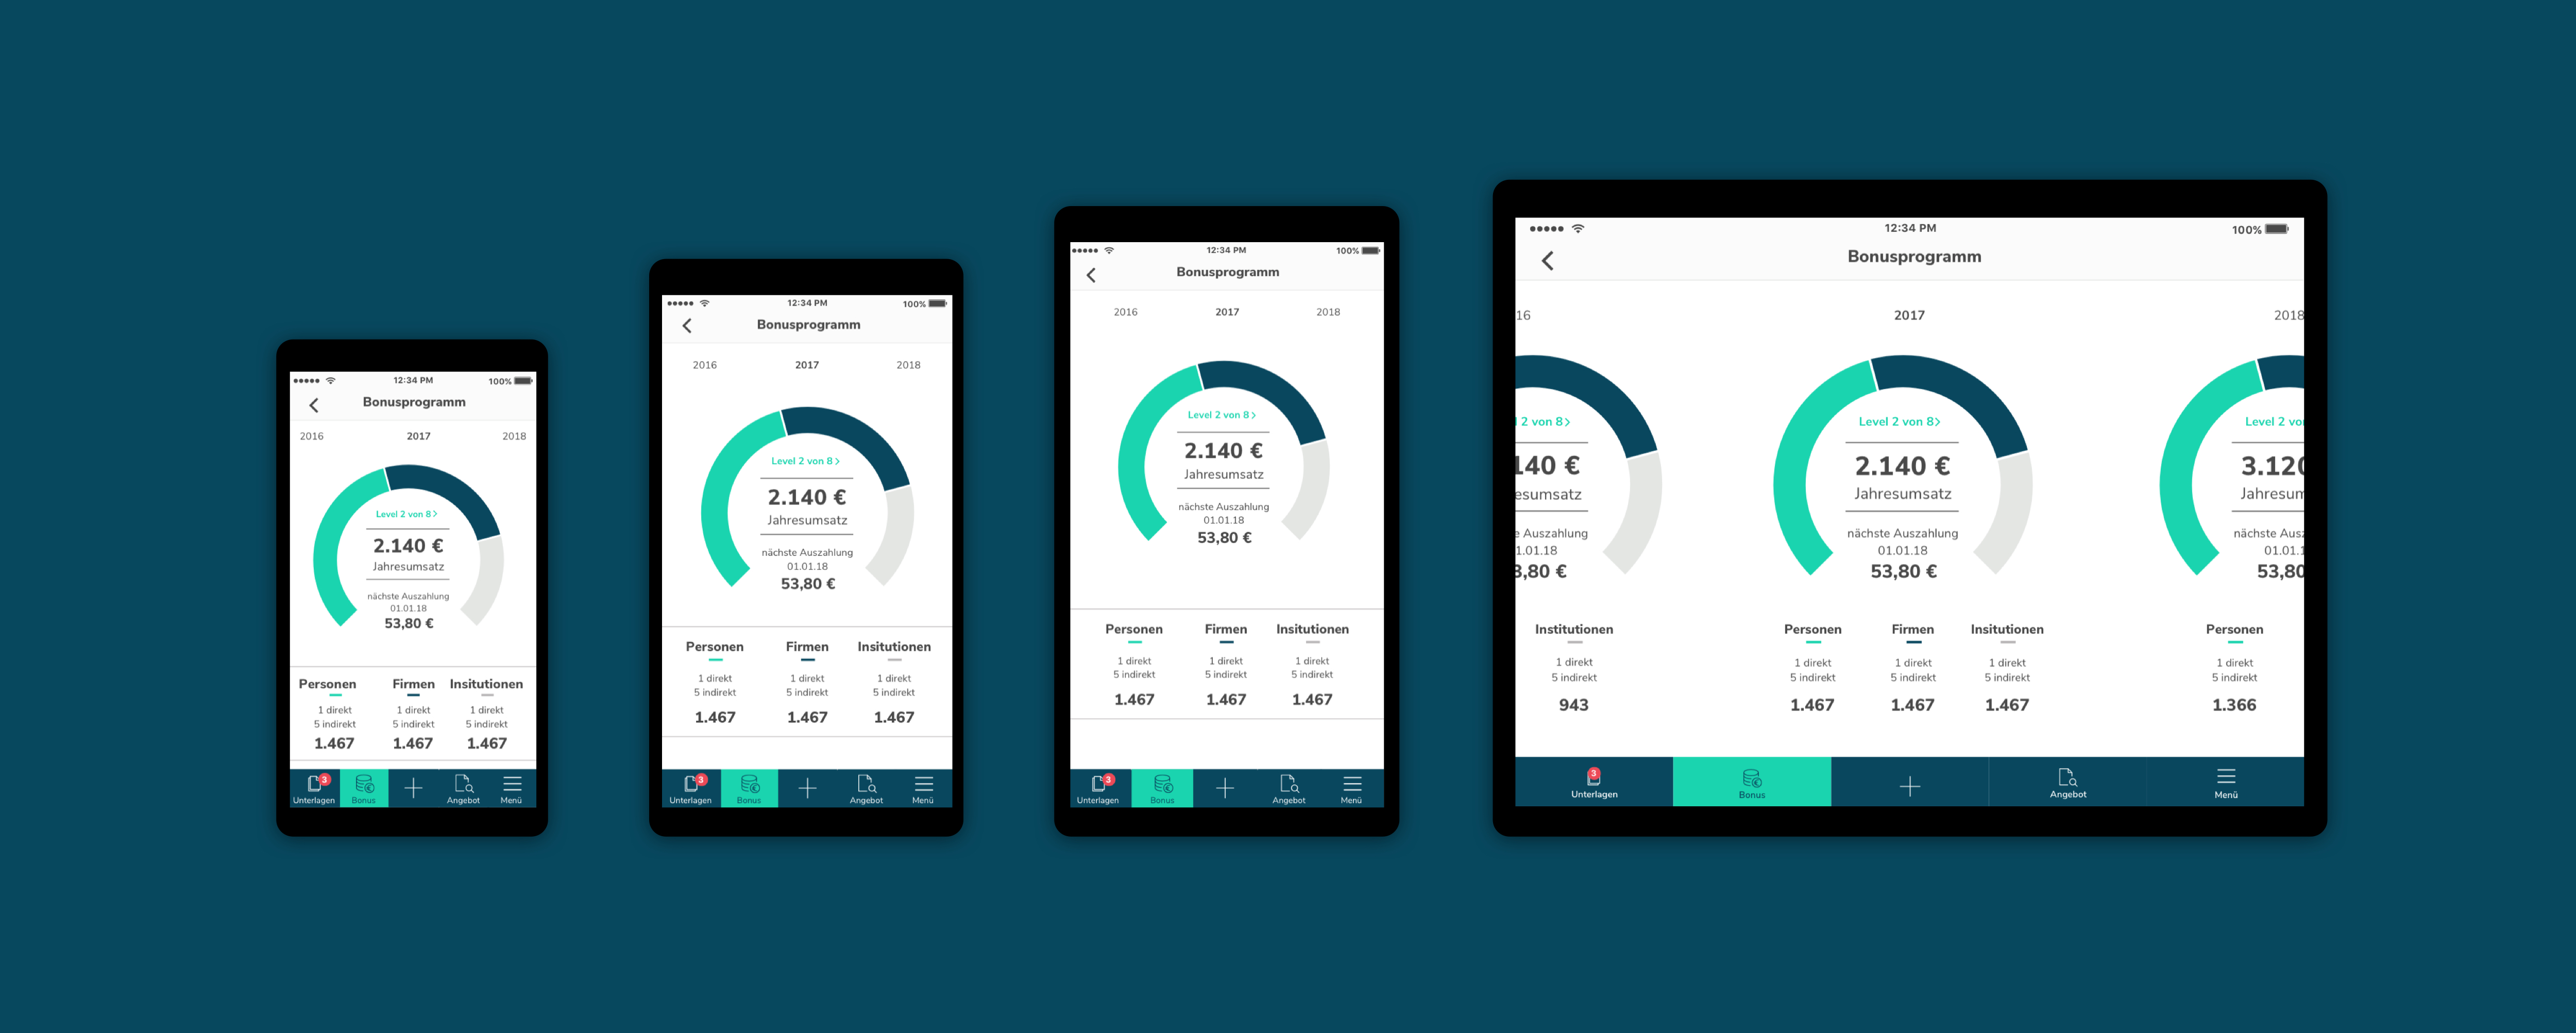 12:34 PM 100%
Bonusprogramm
2016 2017 2018
Level 2 von 8
2.140 €
Jahresumsatz
nächste Auszahlung
01.01.18
53,80 €
Personen Firmen Insitutionen
1 direkt 1 direkt 1 direkt
5 indirekt 5 indirekt 5 indirekt
1.467 1.467 1.467
3
Unterlagen Bonus Angebot Menü
12:34 PM 100%
Bonusprogramm
2016 2017 2018
Level 2 von 8
2.140 €
Jahresumsatz
nächste Auszahlung
01.01.18
53,80 €
Personen Firmen Insitutionen
1 direkt 1 direkt 1 direkt
5 indirekt 5 indirekt 5 indirekt
1.467 1.467 1.467
3
Unterlagen Bonus Angebot Menü
12:34 PM 100%
Bonusprogramm
2016 2017 2018
Level 2 von 8
2.140 €
Jahresumsatz
nächste Auszahlung
01.01.18
53,80 €
Personen Firmen Insitutionen
1 direkt 1 direkt 1 direkt
5 indirekt 5 indirekt 5 indirekt
1.467 1.467 1.467
3
Unterlagen Bonus Angebot Menü
12:34 PM 100%
Bonusprogramm
16 2017 2018
2 von 8 Level 2 von 8 Level 2 vo
140 € 2.140 € 3.120
esumsatz Jahresumsatz Jahresum
e Auszahlung nächste Auszahlung nächste Ausz
1.01.18 01.01.18 01.01.1
3,80 € 53,80 € 53,80
Institutionen Personen Firmen Insitutionen Personen
1 direkt 1 direkt 1 direkt 1 direkt 1 direkt
5 indirekt 5 indirekt 5 indirekt 5 indirekt 5 indirekt
943 1.467 1.467 1.467 1.366
3
Unterlagen Bonus Angebot Menü